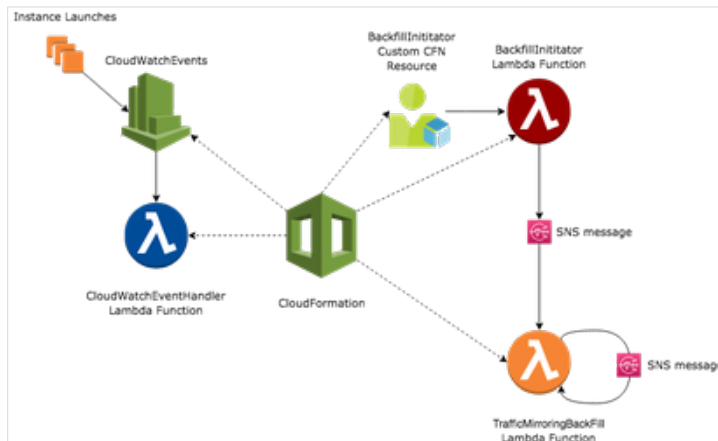 Instance Launches
CloudWatchEvents
BackfillInititator
Custom CFN
Resource
BackfillInititator
Lambda Function
SNS message
CloudWatchEventHandler
Lambda Function
CloudFormation
SNS message
TrafficMirroringBackFill
Lambda Function